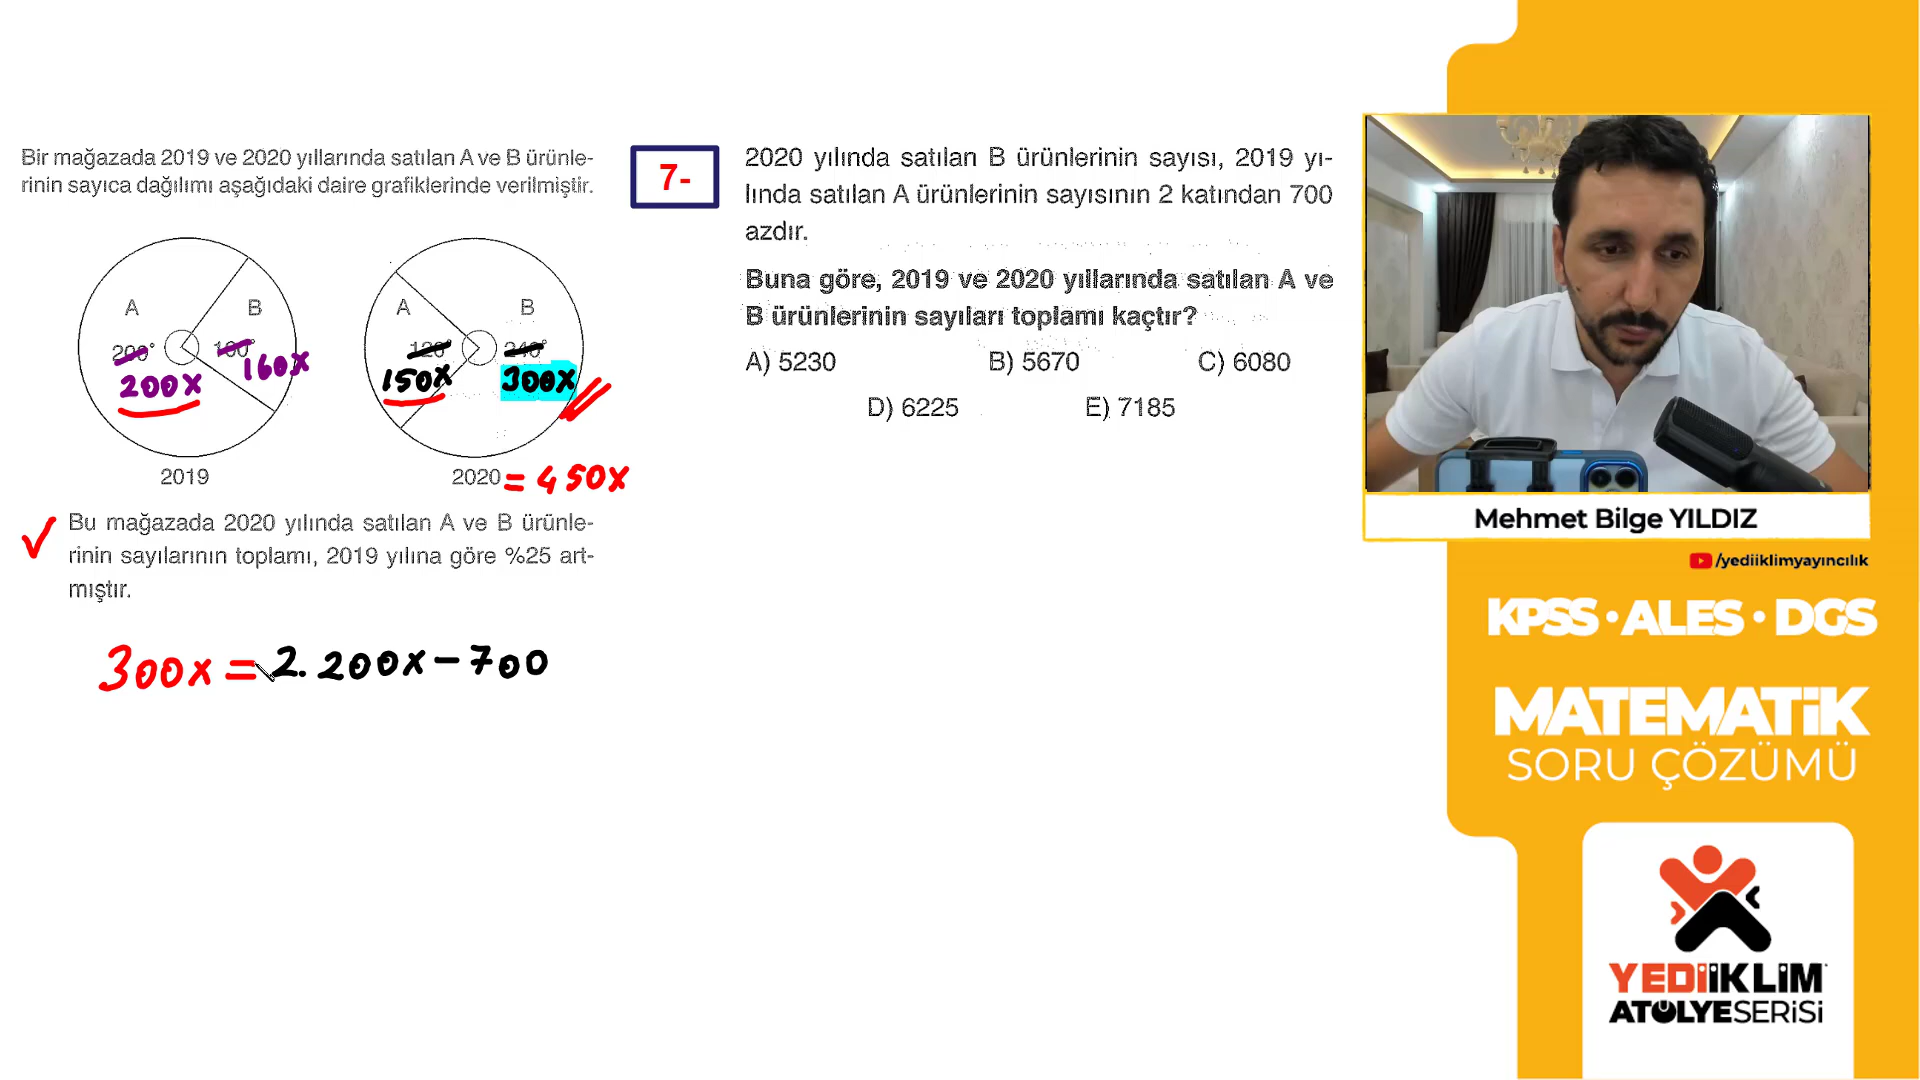 Bir mağazada 2019 ve 2020 yıllarında satılan A ve B ürünle-
rinin sayıca dağılımı aşağıdaki daire grafiklerinde verilmiştir.
A
B
200°
160°
200x
160x
2019
A
B
120°
240°
150x
300x
2020 = 450x
✓ Bu mağazada 2020 yılında satılan A ve B ürünle-
rinin sayılarının toplamı, 2019 yılına göre %25 art-
mıştır.
300x = 2.200x - 700
7-
2020 yılında satılan B ürünlerinin sayısı, 2019 yı-
lında satılan A ürünlerinin sayısının 2 katından 700
azdır.
Buna göre, 2019 ve 2020 yıllarında satılan A ve
B ürünlerinin sayıları toplamı kaçtır?
A) 5230 B) 5670 C) 6080
D) 6225 E) 7185
Mehmet Bilge YILDIZ
/yediiklimyayıncılık
KPSS • ALES • DGS
MATEMATİK
SORU ÇÖZÜMÜ
YEDİİKLİM
ATÖLYESERİSİ